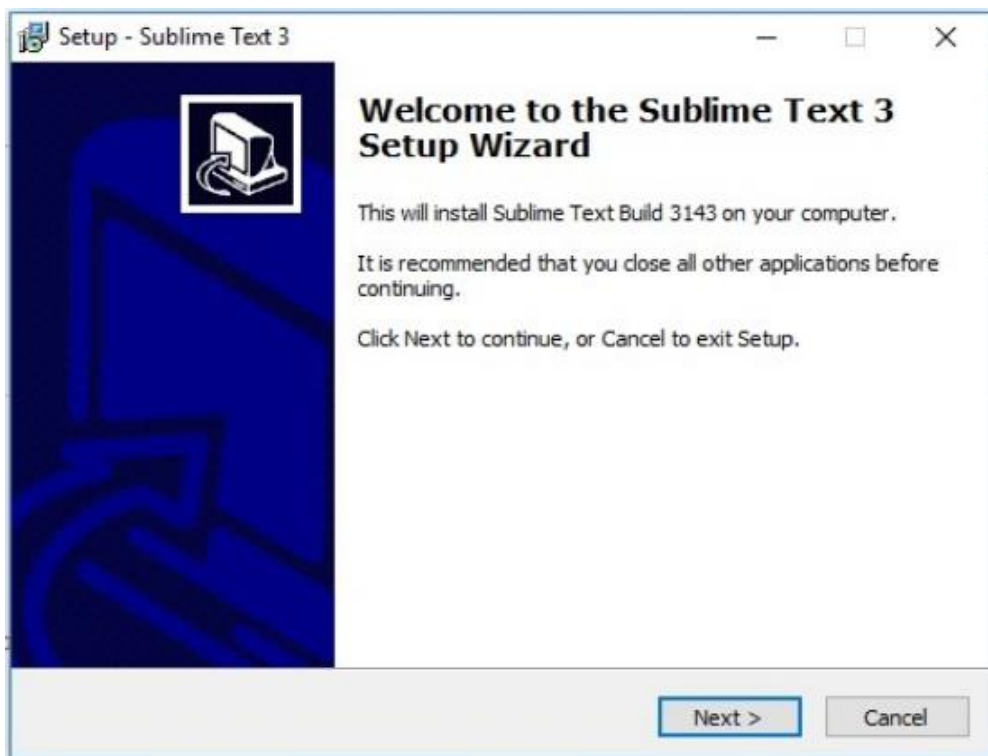 Setup - Sublime Text 3
Welcome to the Sublime Text 3
Setup Wizard
This will install Sublime Text Build 3143 on your computer.
It is recommended that you close all other applications before
continuing.
Click Next to continue, or Cancel to exit Setup.
Next >
Cancel